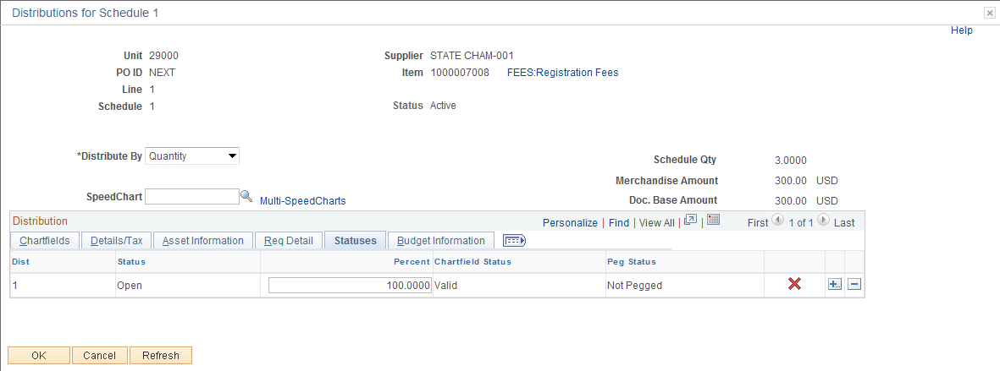 Distributions for Schedule 1
Help
Unit 29000 Supplier STATE CHAM-001
PO ID NEXT Item 1000007008 FEES:Registration Fees
Line 1
Schedule 1 Status Active
*Distribute By Quantity Schedule Qty 3.0000
Merchandise Amount 300.00 USD
SpeedChart Multi-SpeedCharts Doc. Base Amount 300.00 USD
Distribution Personalize | Find | View All | | First 1 of 1 Last
Chartfields Details/Tax Asset Information Req Detail Statuses Budget Information
Dist Status Percent Chartfield Status Peg Status
1 Open 100.0000 Valid Not Pegged
OK Cancel Refresh